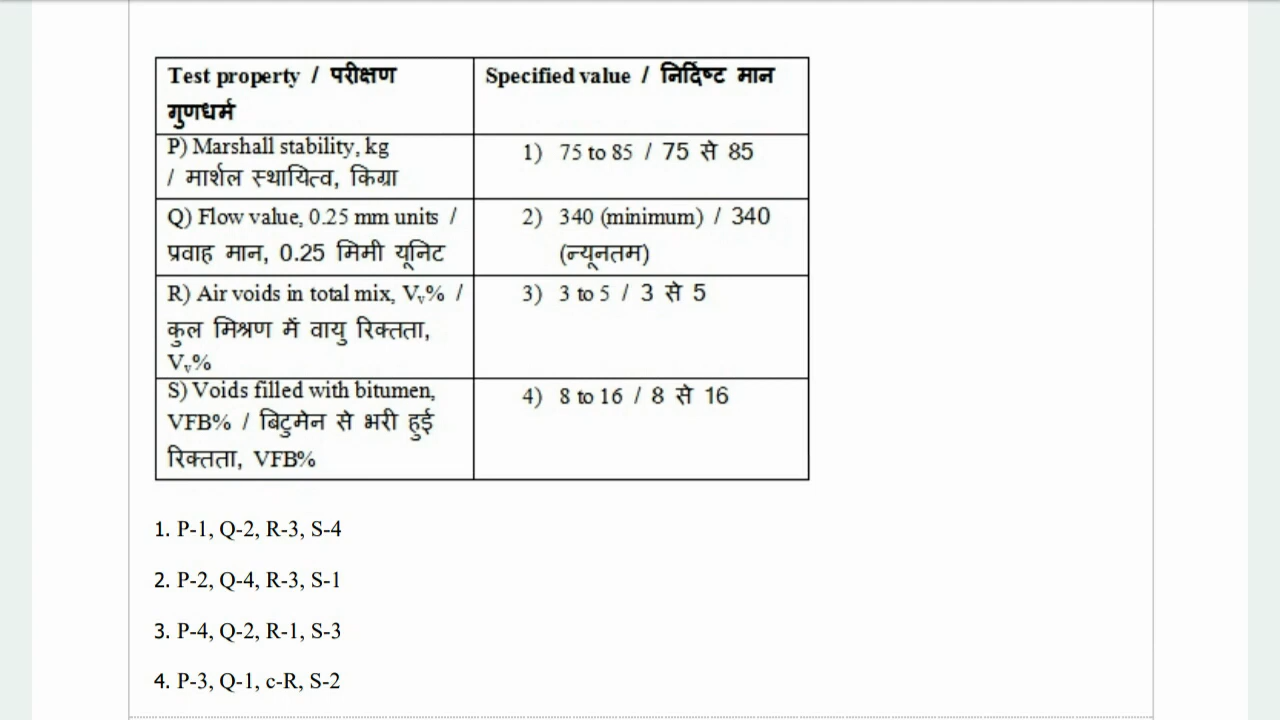 Test property / परीक्षण
गुणधर्म
Specified value / निर्दिष्ट मान
P) Marshall stability, kg
/ मार्शल स्थायित्व, किग्रा
1) 75 to 85 / 75 से 85
Q) Flow value, 0.25 mm units /
प्रवाह मान, 0.25 मिमी यूनिट
2) 340 (minimum) / 340
(न्यूनतम)
R) Air voids in total mix, Vv% /
कुल मिश्रण में वायु रिक्तता,
Vv%
3) 3 to 5 / 3 से 5
S) Voids filled with bitumen,
VFB% / बिटुमेन से भरी हुई
रिक्तता, VFB%
4) 8 to 16 / 8 से 16
1. P-1, Q-2, R-3, S-4
2. P-2, Q-4, R-3, S-1
3. P-4, Q-2, R-1, S-3
4. P-3, Q-1, c-R, S-2